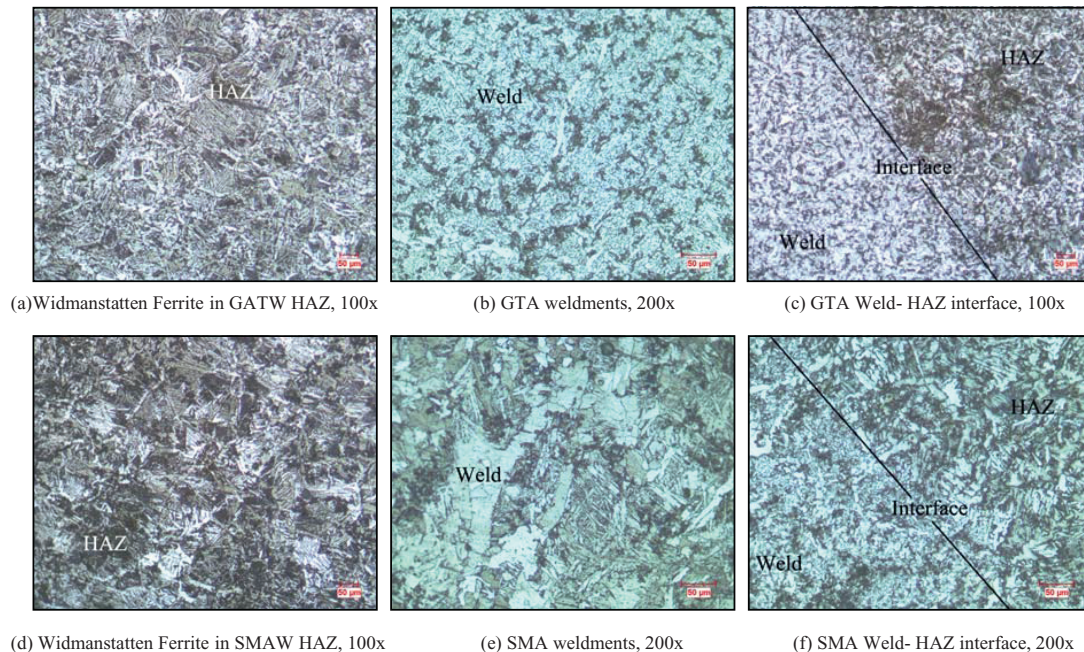 HAZ
50 µm
Weld
50 µm
HAZ
Interface
Weld
50 µm
(a)Widmanstatten Ferrite in GATW HAZ, 100x
(b) GTA weldments, 200x
(c) GTA Weld- HAZ interface, 100x
HAZ
50 µm
Weld
50 µm
HAZ
Interface
Weld
50 µm
(d) Widmanstatten Ferrite in SMAW HAZ, 100x
(e) SMA weldments, 200x
(f) SMA Weld- HAZ interface, 200x